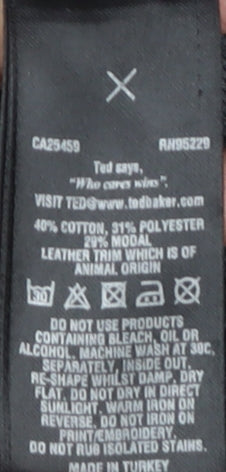 CA25459 RN95229
Ted says,
"Who cares wins".
VISIT TED@www.tedbaker.com
40% COTTON, 31% POLYESTER
29% MODAL
LEATHER TRIM WHICH IS OF
ANIMAL ORIGIN
30
DO NOT USE PRODUCTS
CONTAINING BLEACH, OIL OR
ALCOHOL, MACHINE WASH AT 30C,
SEPARATELY, INSIDE OUT,
RE-SHAPE WHILST DAMP, DRY
FLAT, DO NOT DRY IN DIRECT
SUNLIGHT, WARM IRON ON
REVERSE, DO NOT IRON ON
PRINT/EMBROIDERY.
DO NOT RUB ISOLATED STAINS.
MADE IN TURKEY